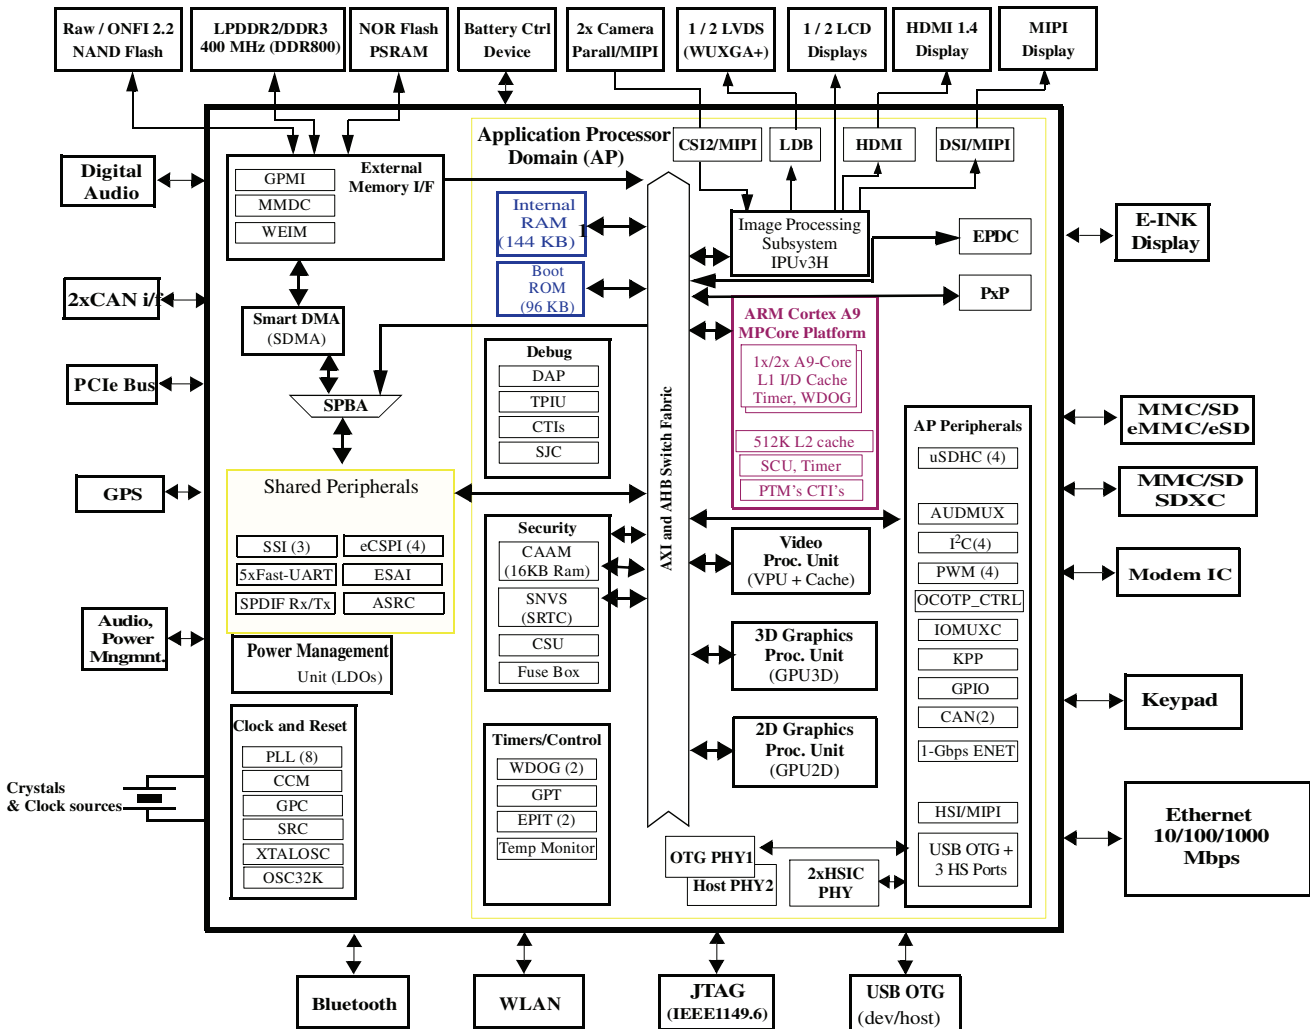 Raw / ONFI 2.2
NAND Flash
LPDDR2/DDR3
400 MHz (DDR800)
NOR Flash
PSRAM
Battery Ctrl
Device
2x Camera
Parall/MIPI
1 / 2 LVDS
(WUXGA+)
1 / 2 LCD
Displays
HDMI 1.4
Display
MIPI
Display
Digital
Audio
2xCAN i/f
PCIe Bus
GPS
Audio,
Power
Mngmnt.
Crystals
& Clock sources
External
Memory I/F
GPMI
MMDC
WEIM
Smart DMA
(SDMA)
SPBA
Shared Peripherals
SSI (3)
eCSPI (4)
5xFast-UART
ESAI
SPDIF Rx/Tx
ASRC
Power Management
Unit (LDOs)
Clock and Reset
PLL (8)
CCM
GPC
SRC
XTALOSC
OSC32K
Application Processor
Domain (AP)
Internal
RAM
(144 KB)
Boot
ROM
(96 KB)
Debug
DAP
TPIU
CTIs
SJC
Security
CAAM
(16KB Ram)
SNVS
(SRTC)
CSU
Fuse Box
Timers/Control
WDOG (2)
GPT
EPIT (2)
Temp Monitor
AXI and AHB Switch Fabric
CSI2/MIPI
LDB
HDMI
DSI/MIPI
Image Processing
Subsystem
IPUv3H
EPDC
PxP
ARM Cortex A9
MPCore Platform
1x/2x A9-Core
L1 I/D Cache
Timer, WDOG
512K L2 cache
SCU, Timer
PTM's CTI's
Video
Proc. Unit
(VPU + Cache)
3D Graphics
Proc. Unit
(GPU3D)
2D Graphics
Proc. Unit
(GPU2D)
OTG PHY1
Host PHY2
2xHSIC
PHY
AP Peripherals
uSDHC (4)
AUDMUX
I2C(4)
PWM (4)
OCOTP_CTRL
IOMUXC
KPP
GPIO
CAN(2)
1-Gbps ENET
HSI/MIPI
USB OTG +
3 HS Ports
E-INK
Display
MMC/SD
eMMC/eSD
MMC/SD
SDXC
Modem IC
Keypad
Ethernet
10/100/1000
Mbps
Bluetooth
WLAN
JTAG
(IEEE1149.6)
USB OTG
(dev/host)